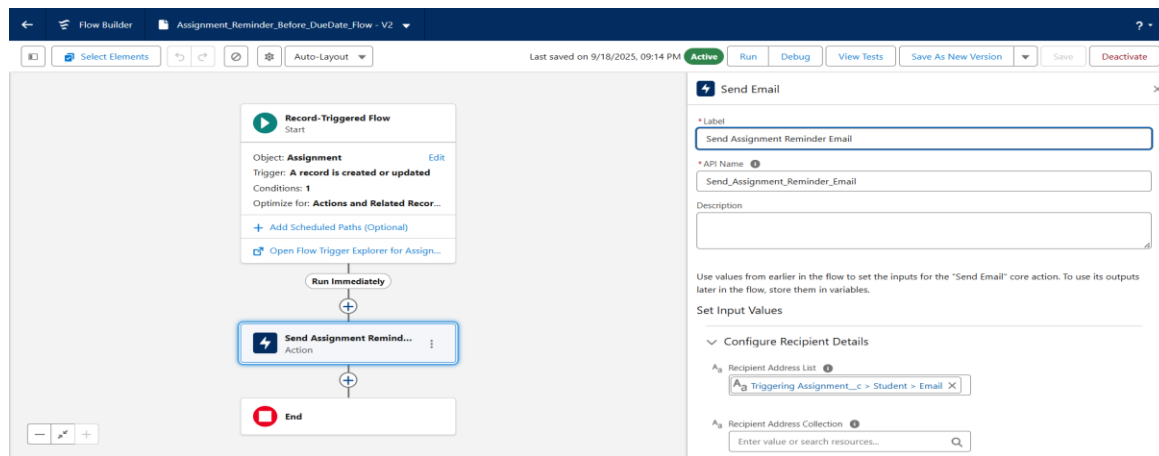 Flow Builder
Assignment_Reminder_Before_DueDate_Flow - V2
?
Select Elements
Auto-Layout
Last saved on 9/18/2025, 09:14 PM
Active
Run
Debug
View Tests
Save As New Version
Save
Deactivate
Record-Triggered Flow
Start
Object: Assignment
Edit
Trigger: A record is created or updated
Conditions: 1
Optimize for: Actions and Related Recor...
+ Add Scheduled Paths (Optional)
Open Flow Trigger Explorer for Assign...
Run Immediately
Send Assignment Remind...
Action
End
Send Email
* Label
Send Assignment Reminder Email
* API Name
Send_Assignment_Reminder_Email
Description
Use values from earlier in the flow to set the inputs for the "Send Email" core action. To use its outputs
later in the flow, store them in variables.
Set Input Values
Configure Recipient Details
Aa Recipient Address List
Aa Triggering Assignment__c > Student > Email
Aa Recipient Address Collection
Enter value or search resources...